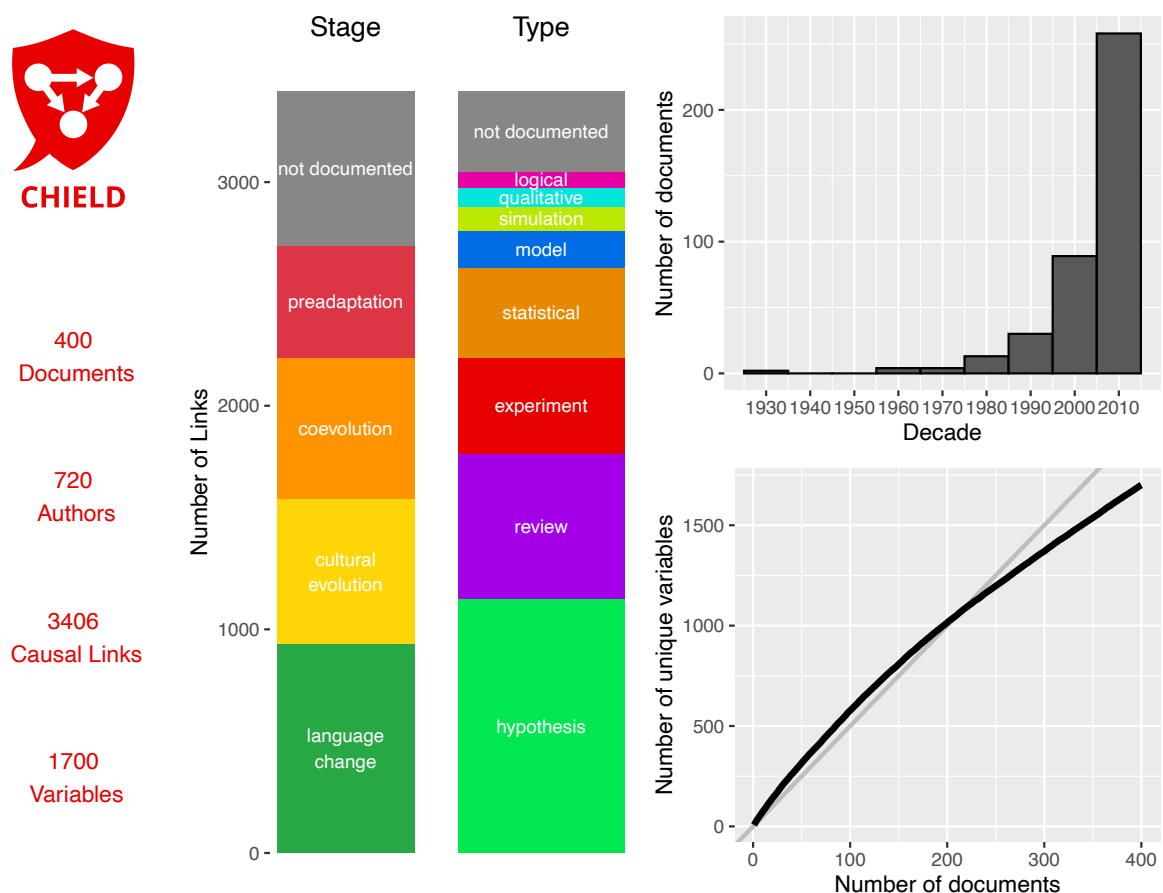 CHIELD
400
Documents
720
Authors
3406
Causal Links
1700
Variables
Stage
Type
Number of Links
3000
2000
1000
0
not documented
preadaptation
coevolution
cultural
evolution
language
change
not documented
logical
qualitative
simulation
model
statistical
experiment
review
hypothesis
Number of documents
200
100
0
1930 1940 1950 1960 1970 1980 1990 2000 2010
Decade
Number of unique variables
1500
1000
500
0
0 100 200 300 400
Number of documents